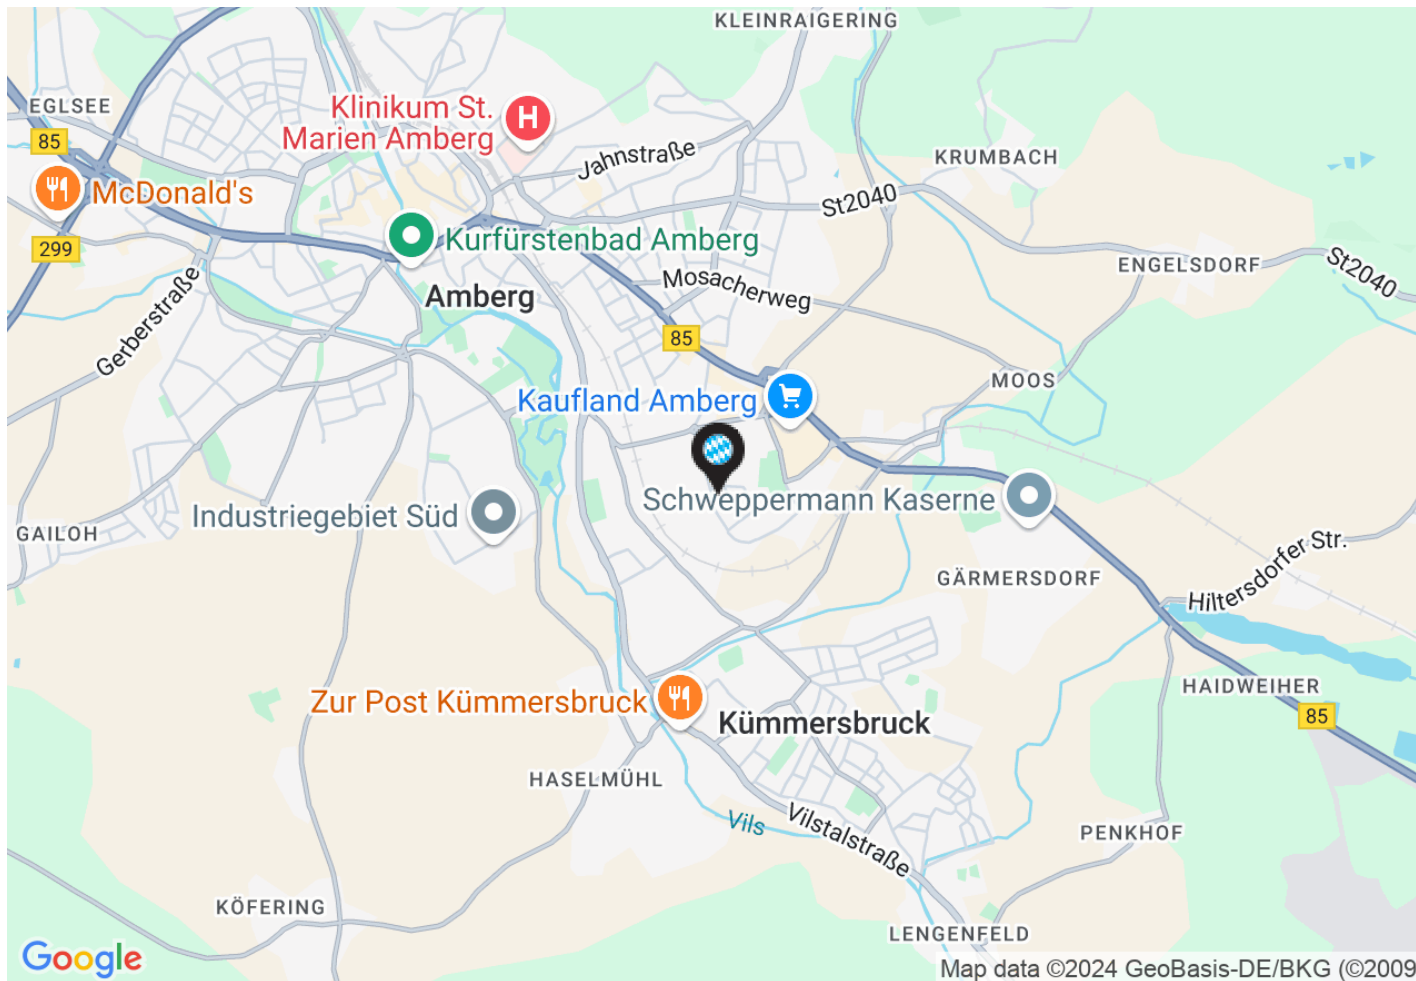 KLEINRAIGERING
EGLSEE
Klinikum St.
Marien Amberg
H
85
Jahnstraße
KRUMBACH
McDonald's
St2040
299
Kurfürstenbad Amberg
ENGELSDORF
St2040
Mosacherweg
Amberg
Gerberstraße
85
MOOS
Kaufland Amberg
Schweppermann Kaserne
Industriegebiet Süd
GAILOH
Hiltersdorfer Str.
GÄRMERSDORF
HAIDWEIHER
Zur Post Kümmersbruck
85
Kümmersbruck
HASELMÜHL
Vils
Vilstalstraße
PENKHOF
KÖFERING
LENGENFELD
Google
Map data ©2024 GeoBasis-DE/BKG (©2009